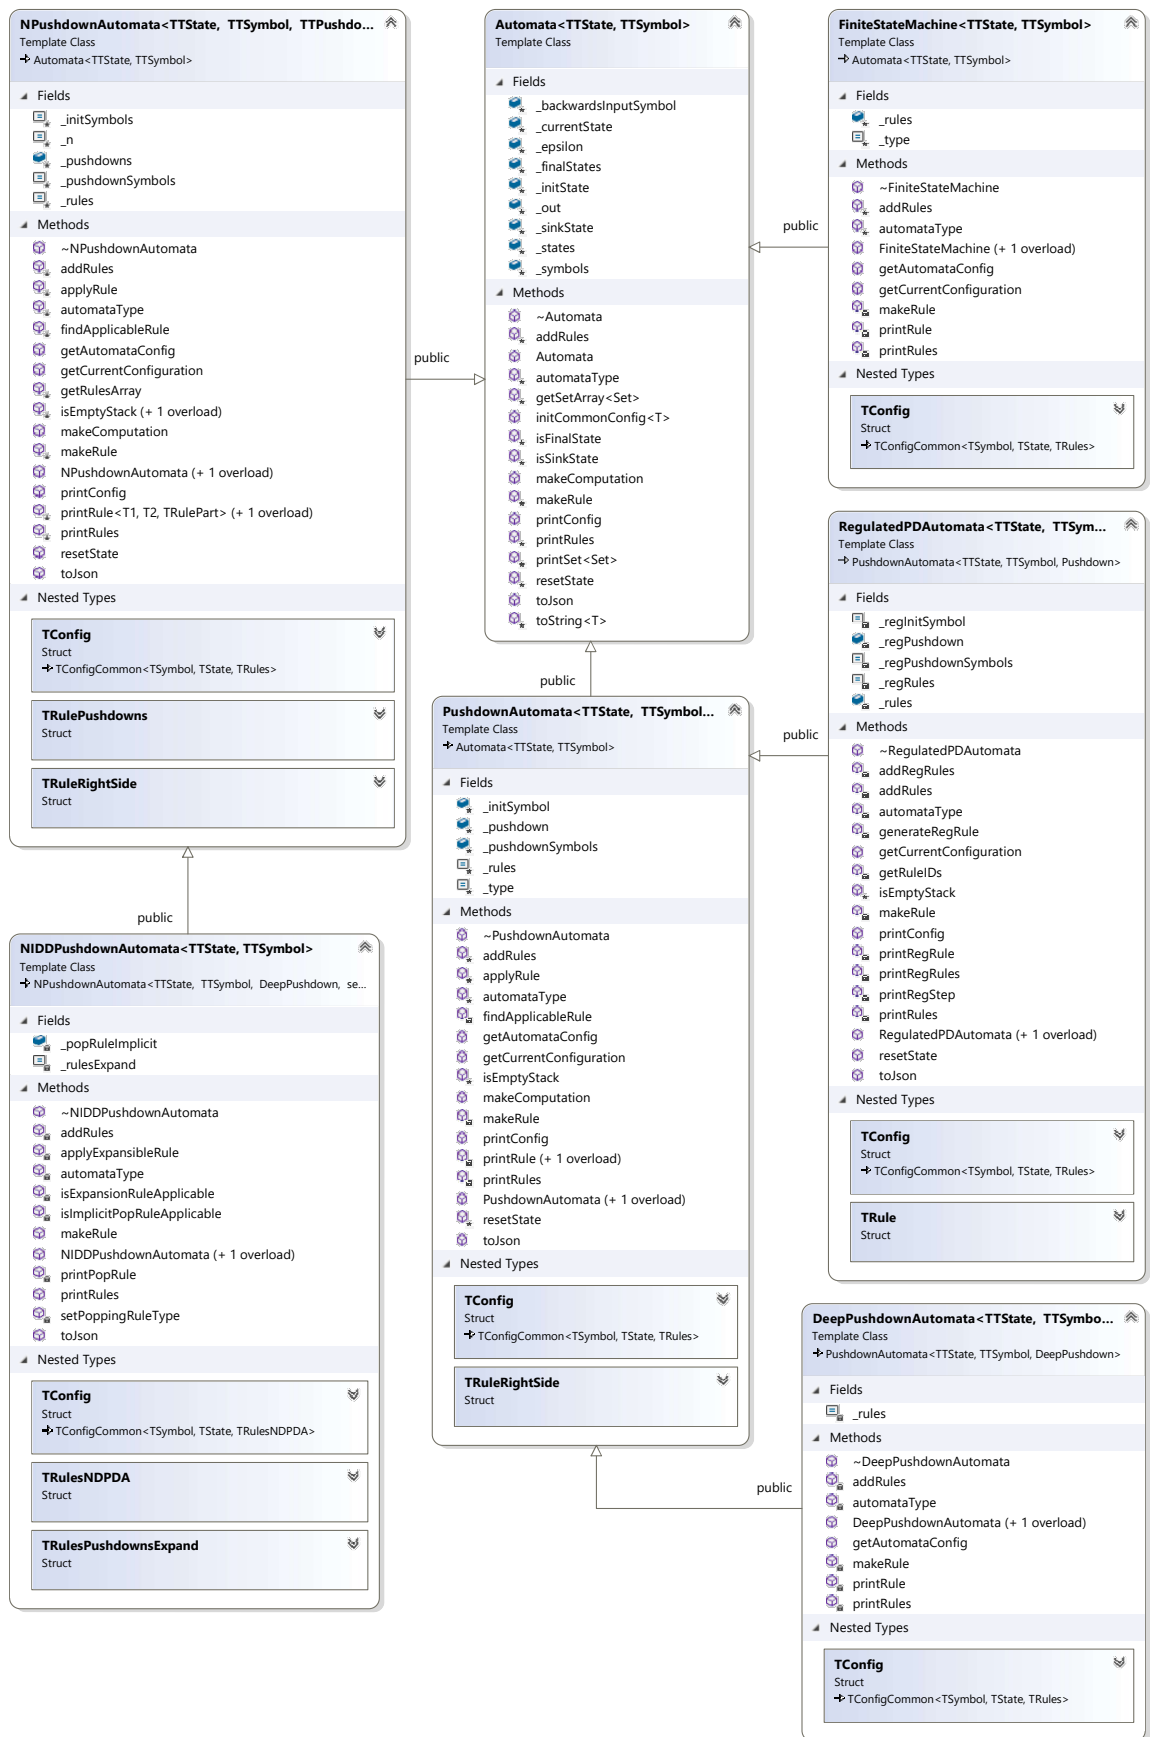 NPushdownAutomata<TTState, TTSymbol, TTPushdo...
Template Class
Automata<TTState, TTSymbol>
Fields
_initSymbols
_n
_pushdowns
_pushdownSymbols
_rules
Methods
~NPushdownAutomata
addRules
applyRule
automataType
findApplicableRule
getAutomataConfig
getCurrentConfiguration
getRulesArray
isEmptyStack (+ 1 overload)
makeComputation
makeRule
NPushdownAutomata (+ 1 overload)
printConfig
printRule<T1, T2, TRulePart> (+ 1 overload)
printRules
resetState
toJson
Nested Types
TConfig
Struct
TConfigCommon<TSymbol, TState, TRules>
TRulePushdowns
Struct
TRuleRightSide
Struct
public
public
NIDDPushdownAutomata<TTState, TTSymbol>
Template Class
NPushdownAutomata<TTState, TTSymbol, DeepPushdown, se...
Fields
_popRuleImplicit
_rulesExpand
Methods
~NIDDPushdownAutomata
addRules
applyExpansibleRule
automataType
isExpansionRuleApplicable
isImplicitPopRuleApplicable
makeRule
NIDDPushdownAutomata (+ 1 overload)
printPopRule
printRules
setPoppingRuleType
toJson
Nested Types
TConfig
Struct
TConfigCommon<TSymbol, TState, TRulesNDPDA>
TRulesNDPDA
Struct
TRulesPushdownsExpand
Struct
Automata<TTState, TTSymbol>
Template Class
Fields
_backwardsInputSymbol
_currentState
_epsilon
_finalStates
_initState
_out
_sinkState
_states
_symbols
Methods
~Automata
addRules
Automata
automataType
getSetArray<Set>
initCommonConfig<T>
isFinalState
isSinkState
makeComputation
makeRule
printConfig
printRules
printSet<Set>
resetState
toJson
toString<T>
public
PushdownAutomata<TTState, TTSymbol...
Template Class
Automata<TTState, TTSymbol>
Fields
_initSymbol
_pushdown
_pushdownSymbols
_rules
_type
Methods
~PushdownAutomata
addRules
applyRule
automataType
findApplicableRule
getAutomataConfig
getCurrentConfiguration
isEmptyStack
makeComputation
makeRule
printConfig
printRule (+ 1 overload)
printRules
PushdownAutomata (+ 1 overload)
resetState
toJson
Nested Types
TConfig
Struct
TConfigCommon<TSymbol, TState, TRules>
TRuleRightSide
Struct
public
FiniteStateMachine<TTState, TTSymbol>
Template Class
Automata<TTState, TTSymbol>
Fields
_rules
_type
Methods
~FiniteStateMachine
addRules
automataType
FiniteStateMachine (+ 1 overload)
getAutomataConfig
getCurrentConfiguration
makeRule
printRule
printRules
Nested Types
TConfig
Struct
TConfigCommon<TSymbol, TState, TRules>
public
RegulatedPDAutomata<TTState, TTSym...
Template Class
PushdownAutomata<TTState, TTSymbol, Pushdown>
Fields
_regInitSymbol
_regPushdown
_regPushdownSymbols
_regRules
_rules
Methods
~RegulatedPDAutomata
addRegRules
addRules
automataType
generateRegRule
getCurrentConfiguration
getRuleIDs
isEmptyStack
makeRule
printConfig
printRegRule
printRegRules
printRegStep
printRules
RegulatedPDAutomata (+ 1 overload)
resetState
toJson
Nested Types
TConfig
Struct
TConfigCommon<TSymbol, TState, TRules>
TRule
Struct
public
DeepPushdownAutomata<TTState, TTSymbo...
Template Class
PushdownAutomata<TTState, TTSymbol, DeepPushdown>
Fields
_rules
Methods
~DeepPushdownAutomata
addRules
automataType
DeepPushdownAutomata (+ 1 overload)
getAutomataConfig
makeRule
printRule
printRules
Nested Types
TConfig
Struct
TConfigCommon<TSymbol, TState, TRules>